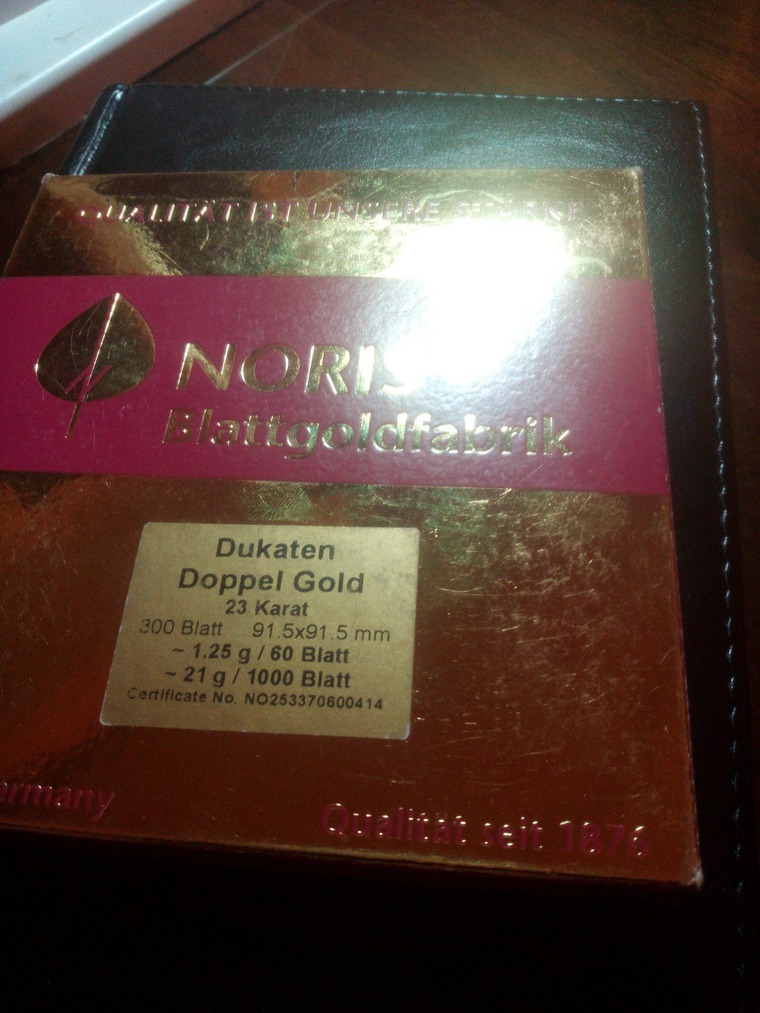 QUALITÄT IST UNSERE STÄRKE
NORIS
Blattgoldfabrik
Dukaten
Doppel Gold
23 Karat
300 Blatt 91.5x91.5 mm
~ 1.25 g / 60 Blatt
~ 21 g / 1000 Blatt
Certificate No. NO253370600414
ermany
Qualität seit 1876